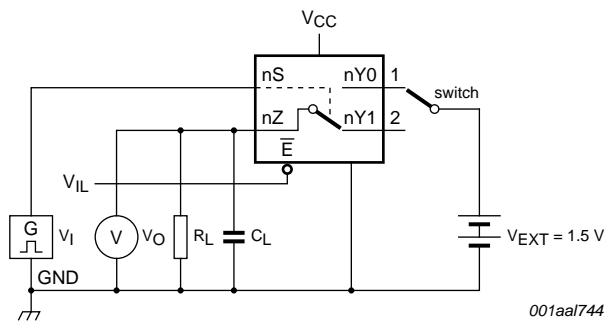 VCC
nS nY0 1
switch
nZ nY1 2
E
VIL
G VI V VO RL CL VEXT = 1.5 V
GND
001aal744